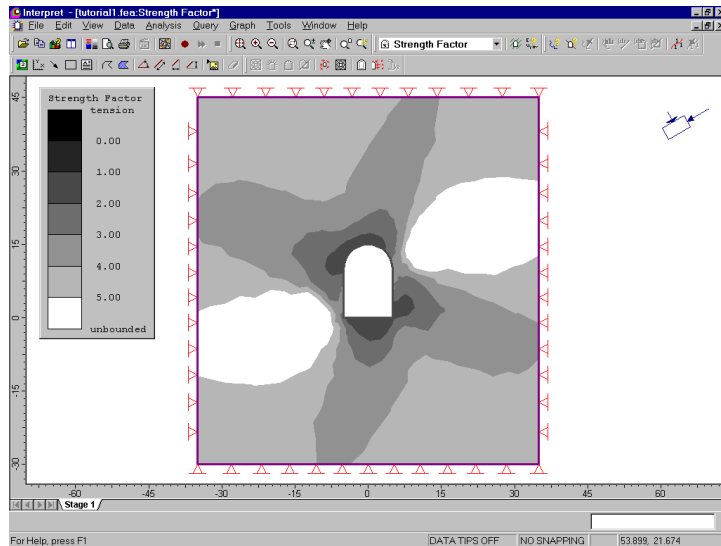 Interpret - [tutorial1.fea:Strength Factor*]
File Edit View Data Analysis Query Graph Tools Window Help
Strength Factor
Strength Factor
tension
0.00
1.00
2.00
3.00
4.00
5.00
unbounded
45
30
15
0
-15
-30
-60 -45 -30 -15 0 15 30 45 60
Stage 1
For Help, press F1
DATA TIPS OFF NO SNAPPING 53.899, 21.674